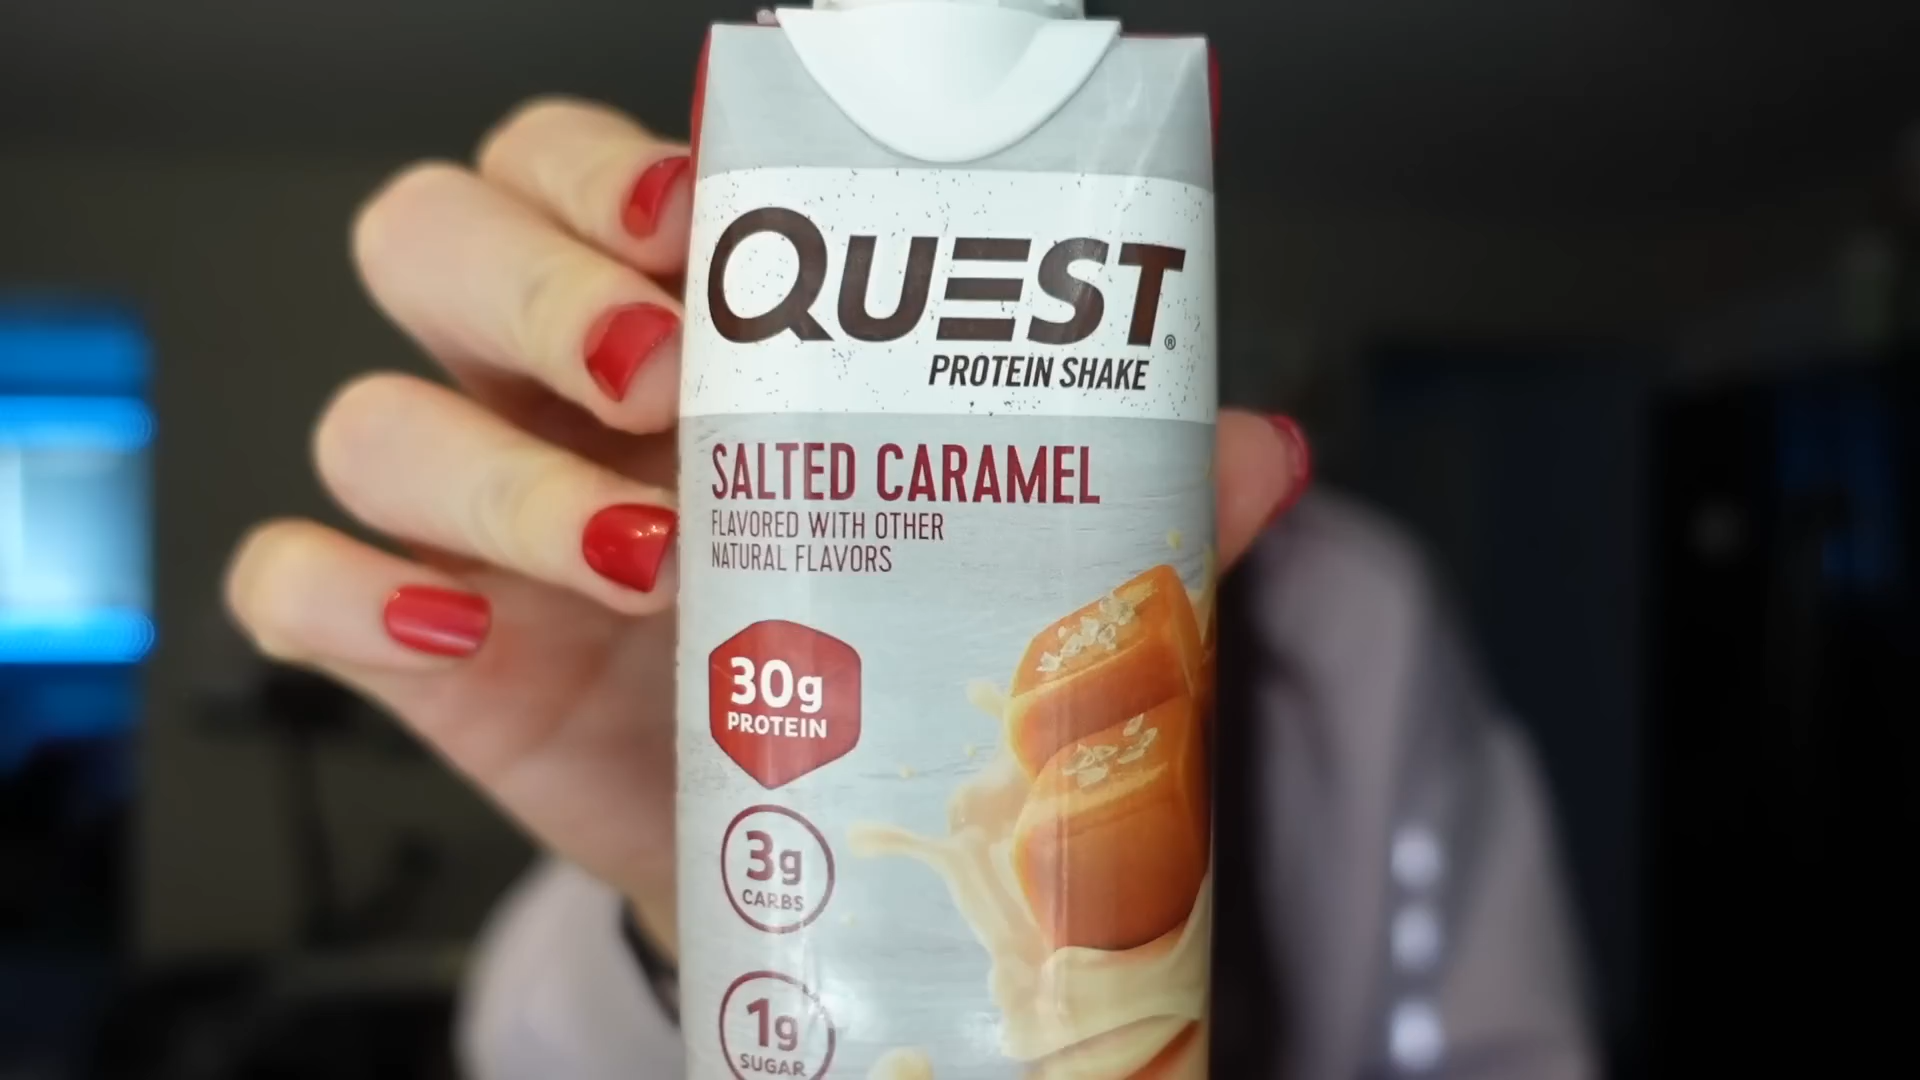 QUEST®
PROTEIN SHAKE
SALTED CARAMEL
FLAVORED WITH OTHER
NATURAL FLAVORS
30g
PROTEIN
3g
CARBS
1g
SUGAR